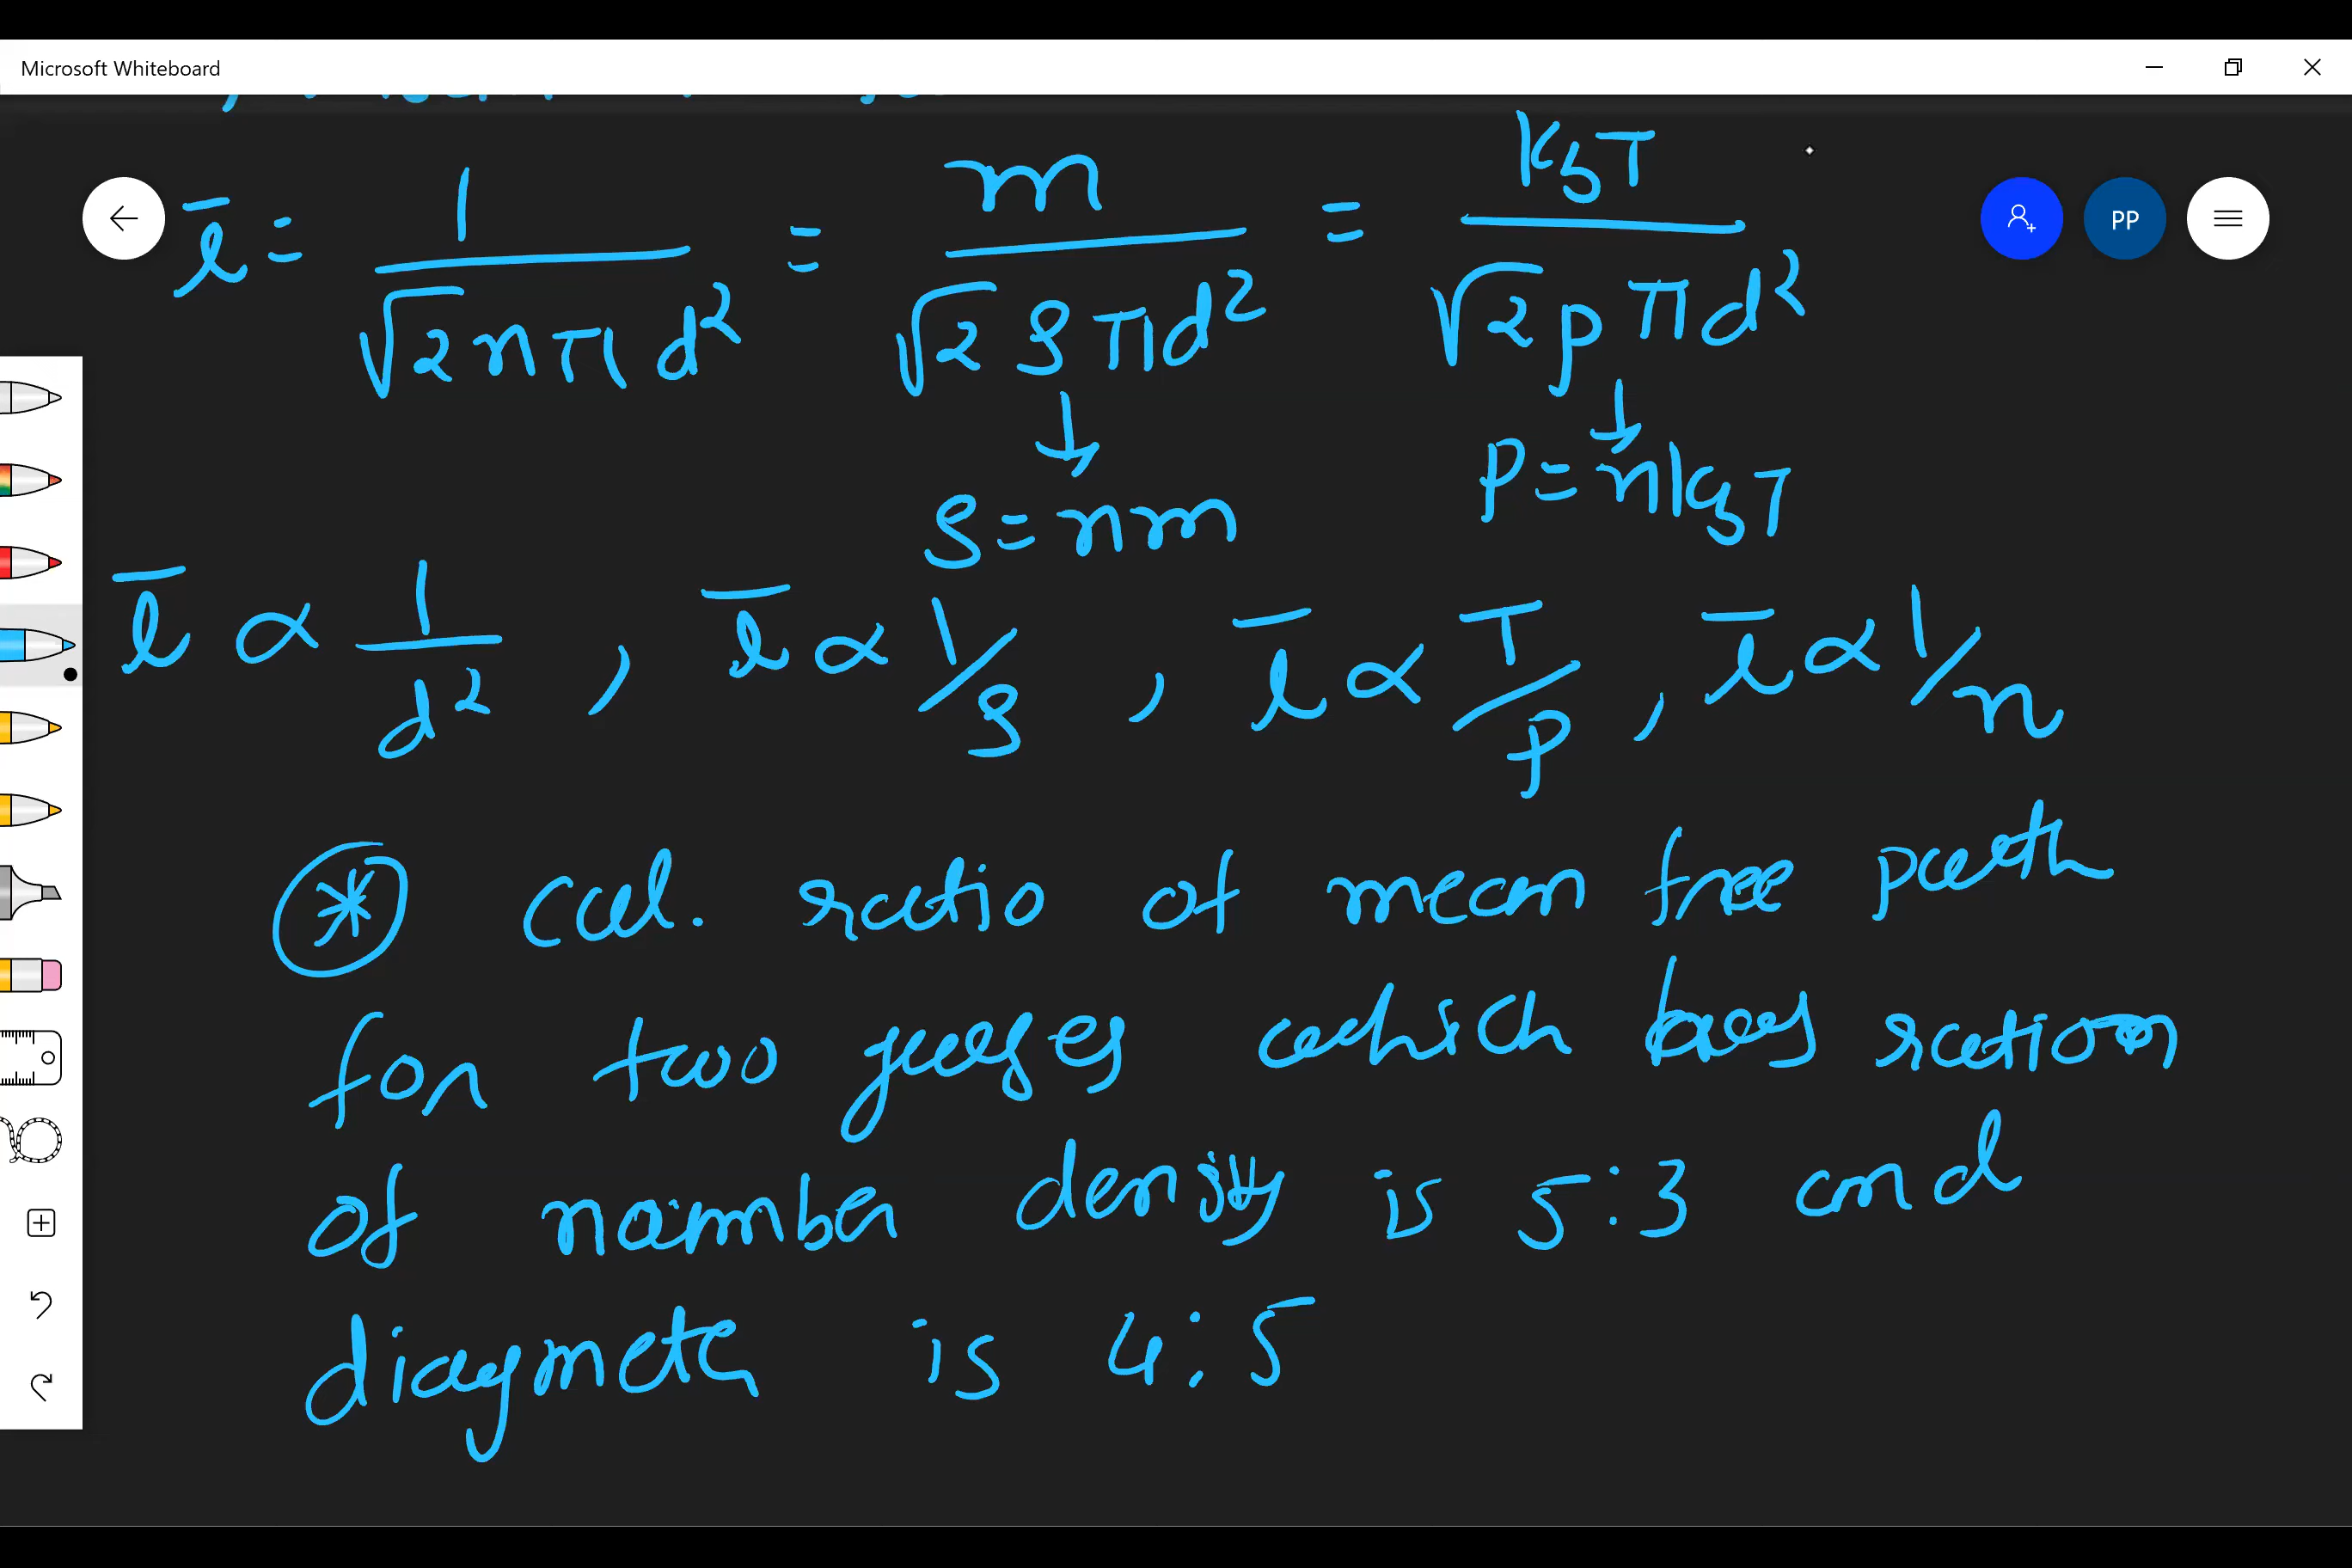 Microsoft Whiteboard
PP
l̅ = 1/(√2 nπd²) = m/(√2 ρπd²) = k_BT/(√2 pπd²)
↓ ↓
ρ = nm P = nk_BT
l̅ ∝ 1/d² , l̅ ∝ 1/ρ , l̅ ∝ T/P , l̅ ∝ 1/n
* cal. ratio of mean free path
for two gases which has ration
of number density is 5:3 and
is 4:5